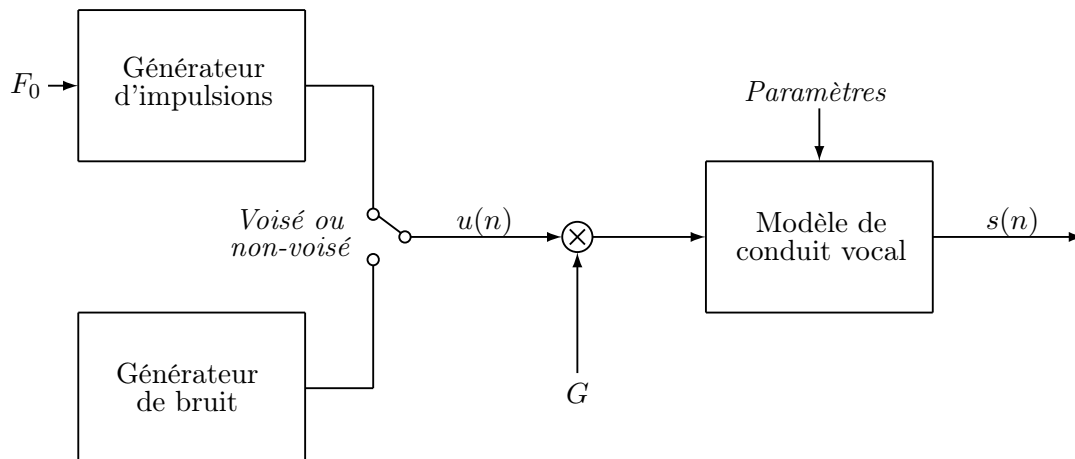 Générateur
d'impulsions
F₀
Paramètres
Voisé ou
non-voisé
u(n)
Modèle de
conduit vocal
s(n)
Générateur
de bruit
G